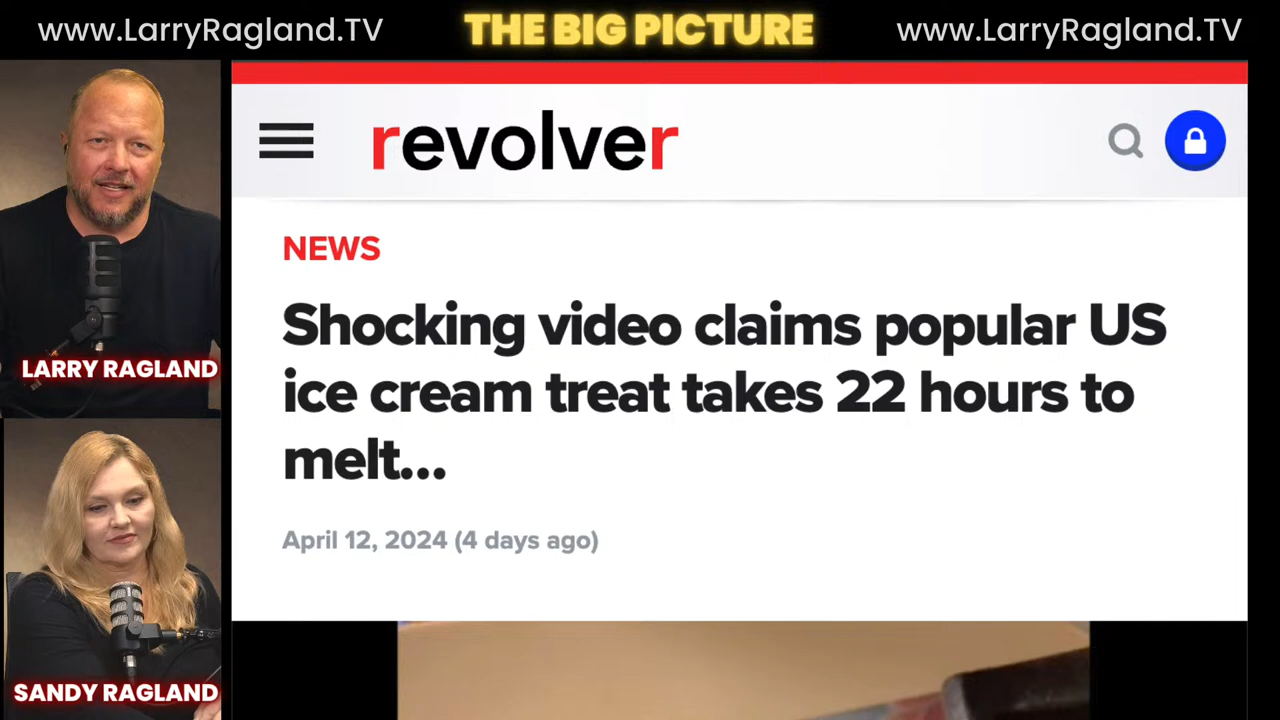 www.LarryRagland.TV
THE BIG PICTURE
www.LarryRagland.TV
revolver
NEWS
Shocking video claims popular US
ice cream treat takes 22 hours to
melt...
April 12, 2024 (4 days ago)
LARRY RAGLAND
SANDY RAGLAND